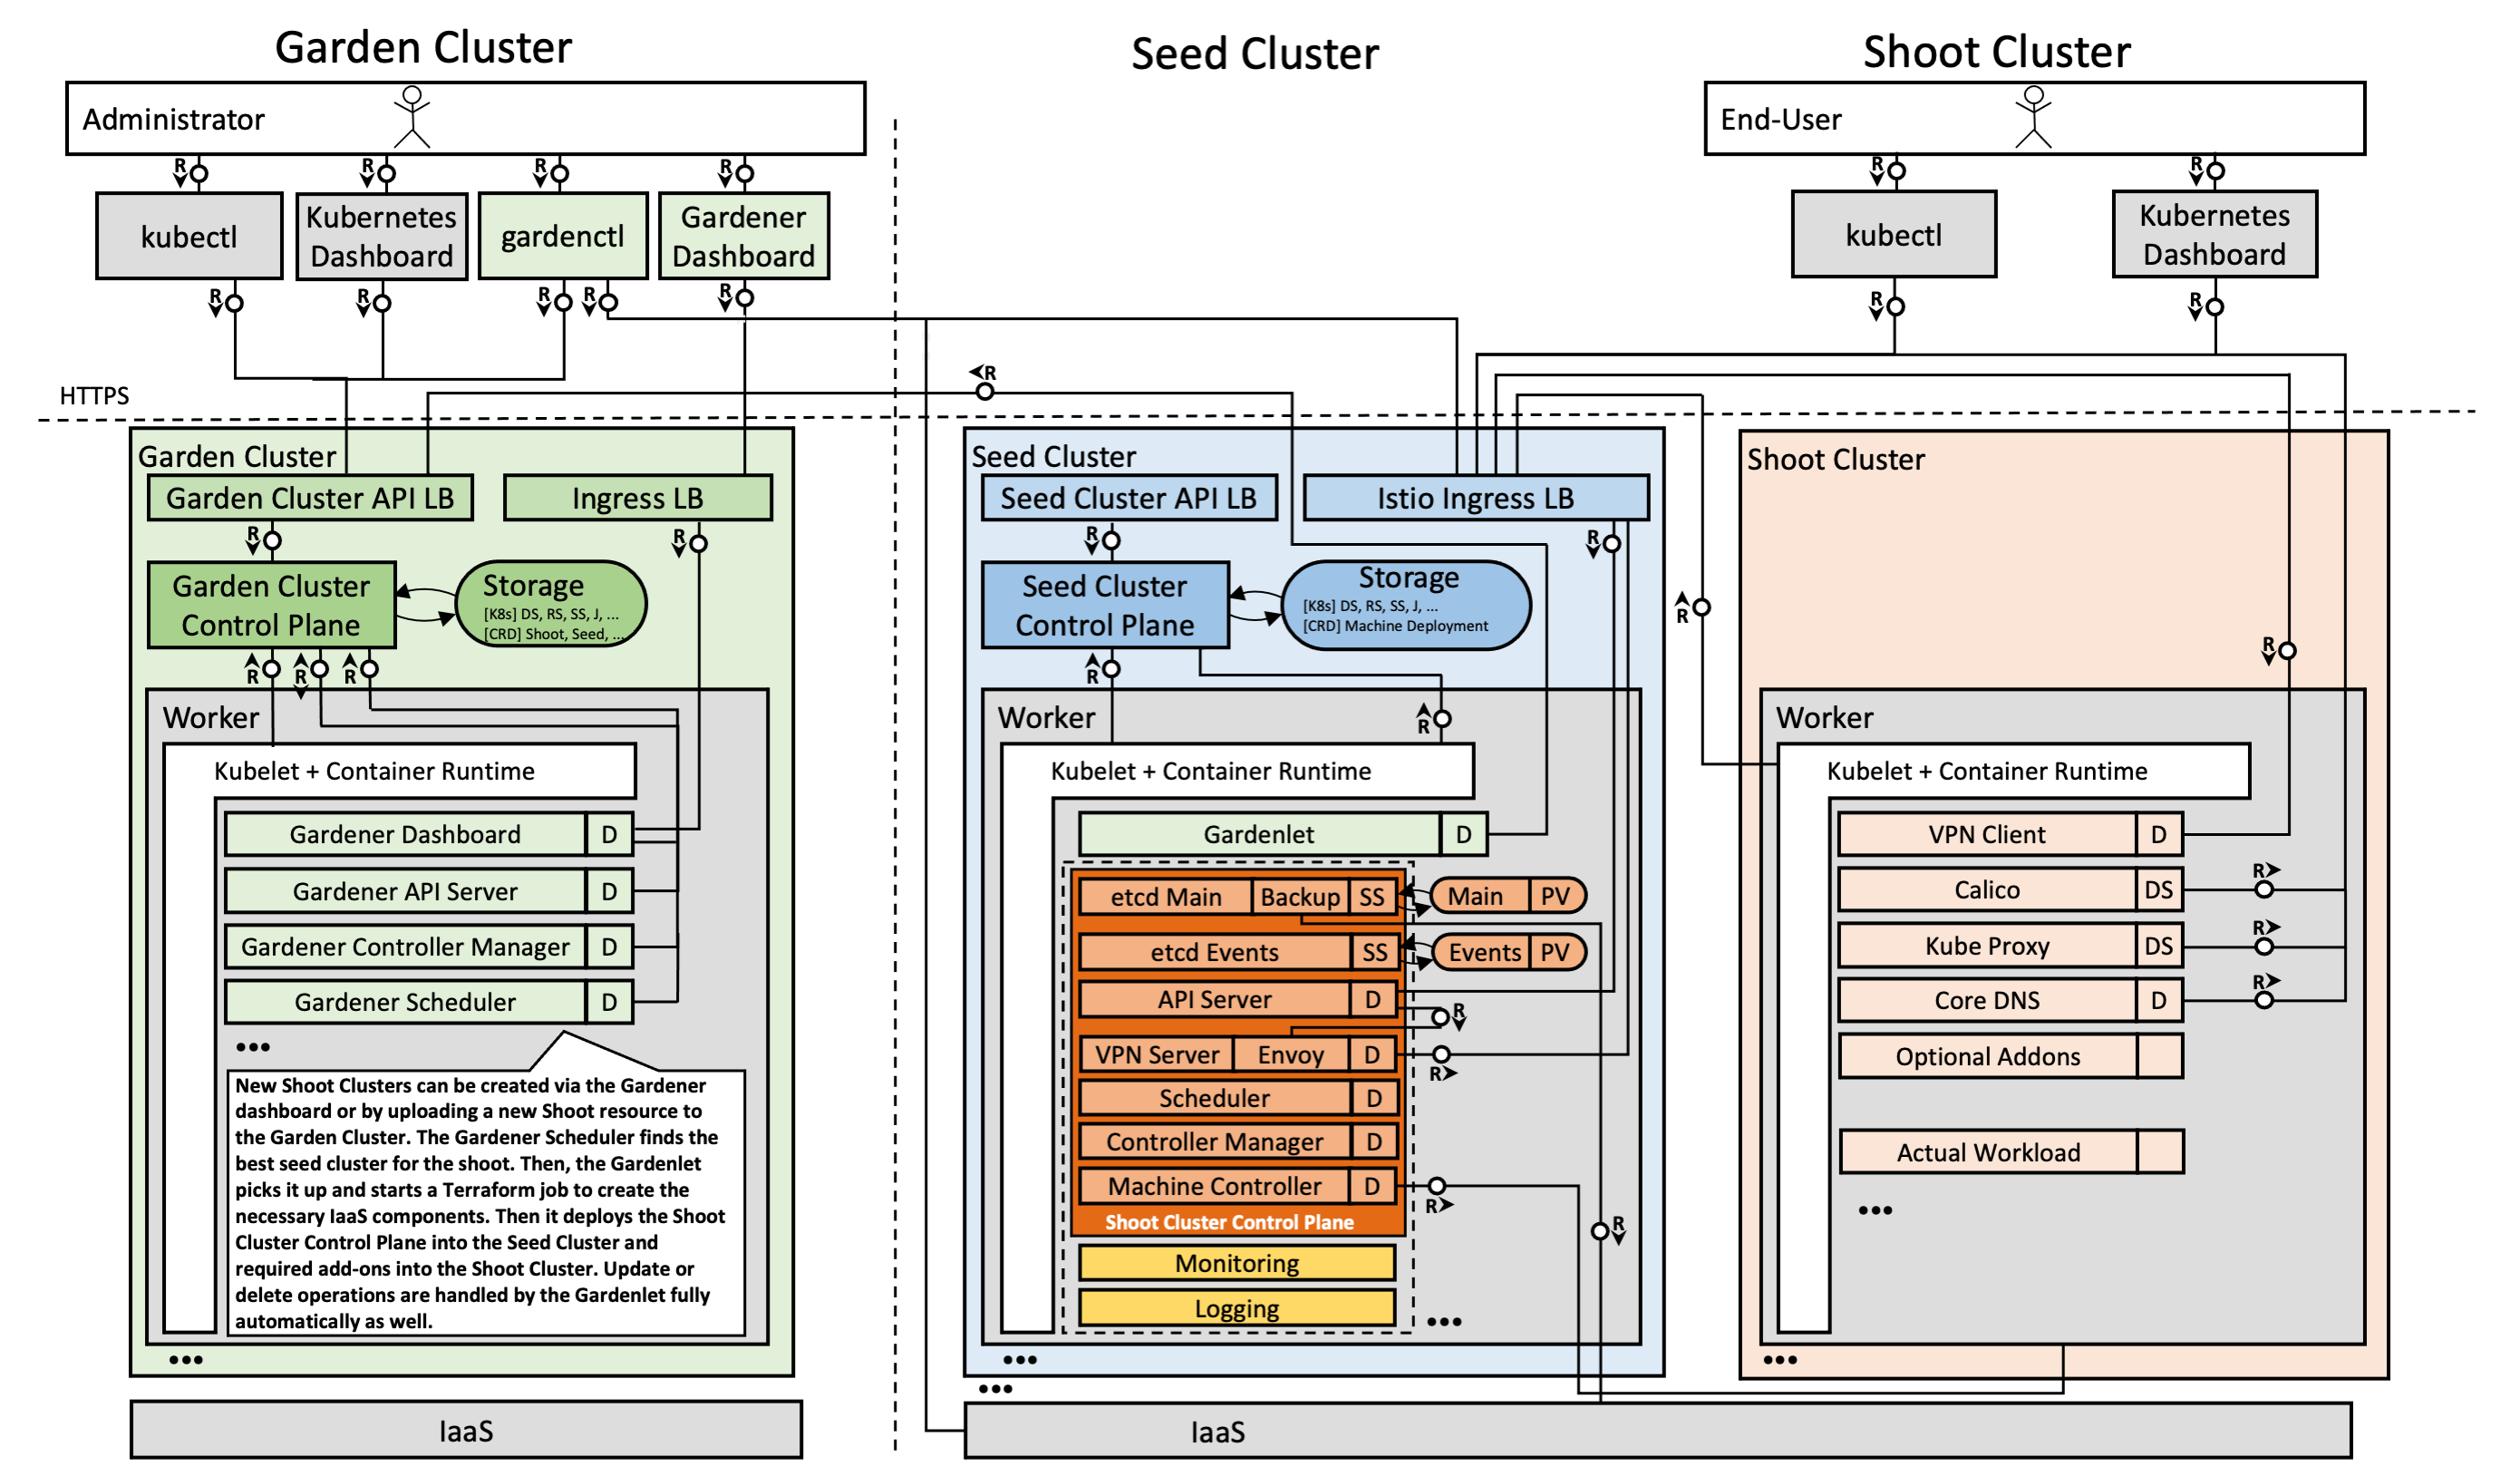 Garden Cluster
Seed Cluster
Shoot Cluster
Administrator
End-User
R
R
R
R
R
R
kubectl
Kubernetes
Dashboard
gardenctl
Gardener
Dashboard
kubectl
Kubernetes
Dashboard
R
R
R
R
R
R
R
R
HTTPS
Garden Cluster
Garden Cluster API LB
Ingress LB
R
R
Garden Cluster
Control Plane
Storage
[K8s] DS, RS, SS, J, ...
[CRD] Shoot, Seed, ...
R
R
R
Worker
Kubelet + Container Runtime
Gardener Dashboard D
Gardener API Server D
Gardener Controller Manager D
Gardener Scheduler D
•••
New Shoot Clusters can be created via the Gardener
dashboard or by uploading a new Shoot resource to
the Garden Cluster. The Gardener Scheduler finds the
best seed cluster for the shoot. Then, the Gardenlet
picks it up and starts a Terraform job to create the
necessary IaaS components. Then it deploys the Shoot
Cluster Control Plane into the Seed Cluster and
required add-ons into the Shoot Cluster. Update or
delete operations are handled by the Gardenlet fully
automatically as well.
•••
IaaS
Seed Cluster
Seed Cluster API LB
Istio Ingress LB
R
R
Seed Cluster
Control Plane
Storage
[K8s] DS, RS, SS, J, ...
[CRD] Machine Deployment
R
R
Worker
R
Kubelet + Container Runtime
Gardenlet D
etcd Main Backup SS
Main PV
etcd Events SS
Events PV
API Server D
R
VPN Server Envoy D
R
Scheduler D
Controller Manager D
Machine Controller D
R
Shoot Cluster Control Plane
R
Monitoring
Logging
•••
•••
•••
IaaS
Shoot Cluster
R
Worker
Kubelet + Container Runtime
VPN Client D
Calico DS
R
Kube Proxy DS
R
Core DNS D
R
Optional Addons
Actual Workload
•••
•••